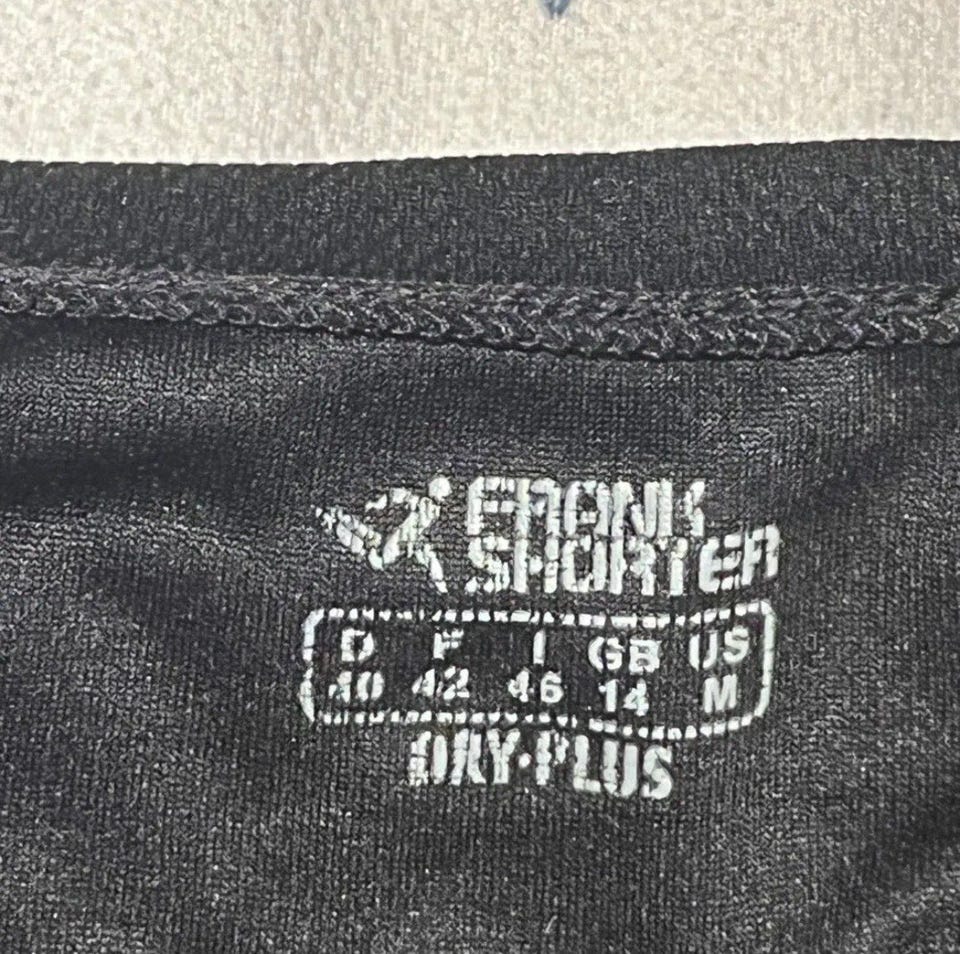 FRANK
SHORTER
D F I GB US
40 42 46 14 M
DRY·PLUS